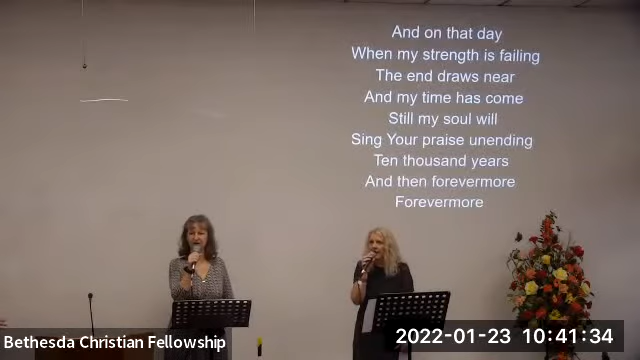 And on that day
When my strength is failing
The end draws near
And my time has come
Still my soul will
Sing Your praise unending
Ten thousand years
And then forevermore
Forevermore
Bethesda Christian Fellowship
2022-01-23 10:41:34